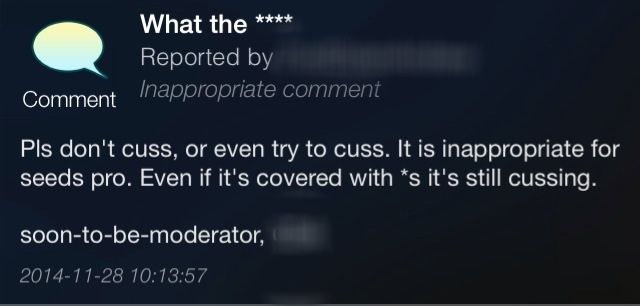 What the ****
Reported by
Comment
Inappropriate comment
Pls don't cuss, or even try to cuss. It is inappropriate for
seeds pro. Even if it's covered with *s it's still cussing.
soon-to-be-moderator,
2014-11-28 10:13:57